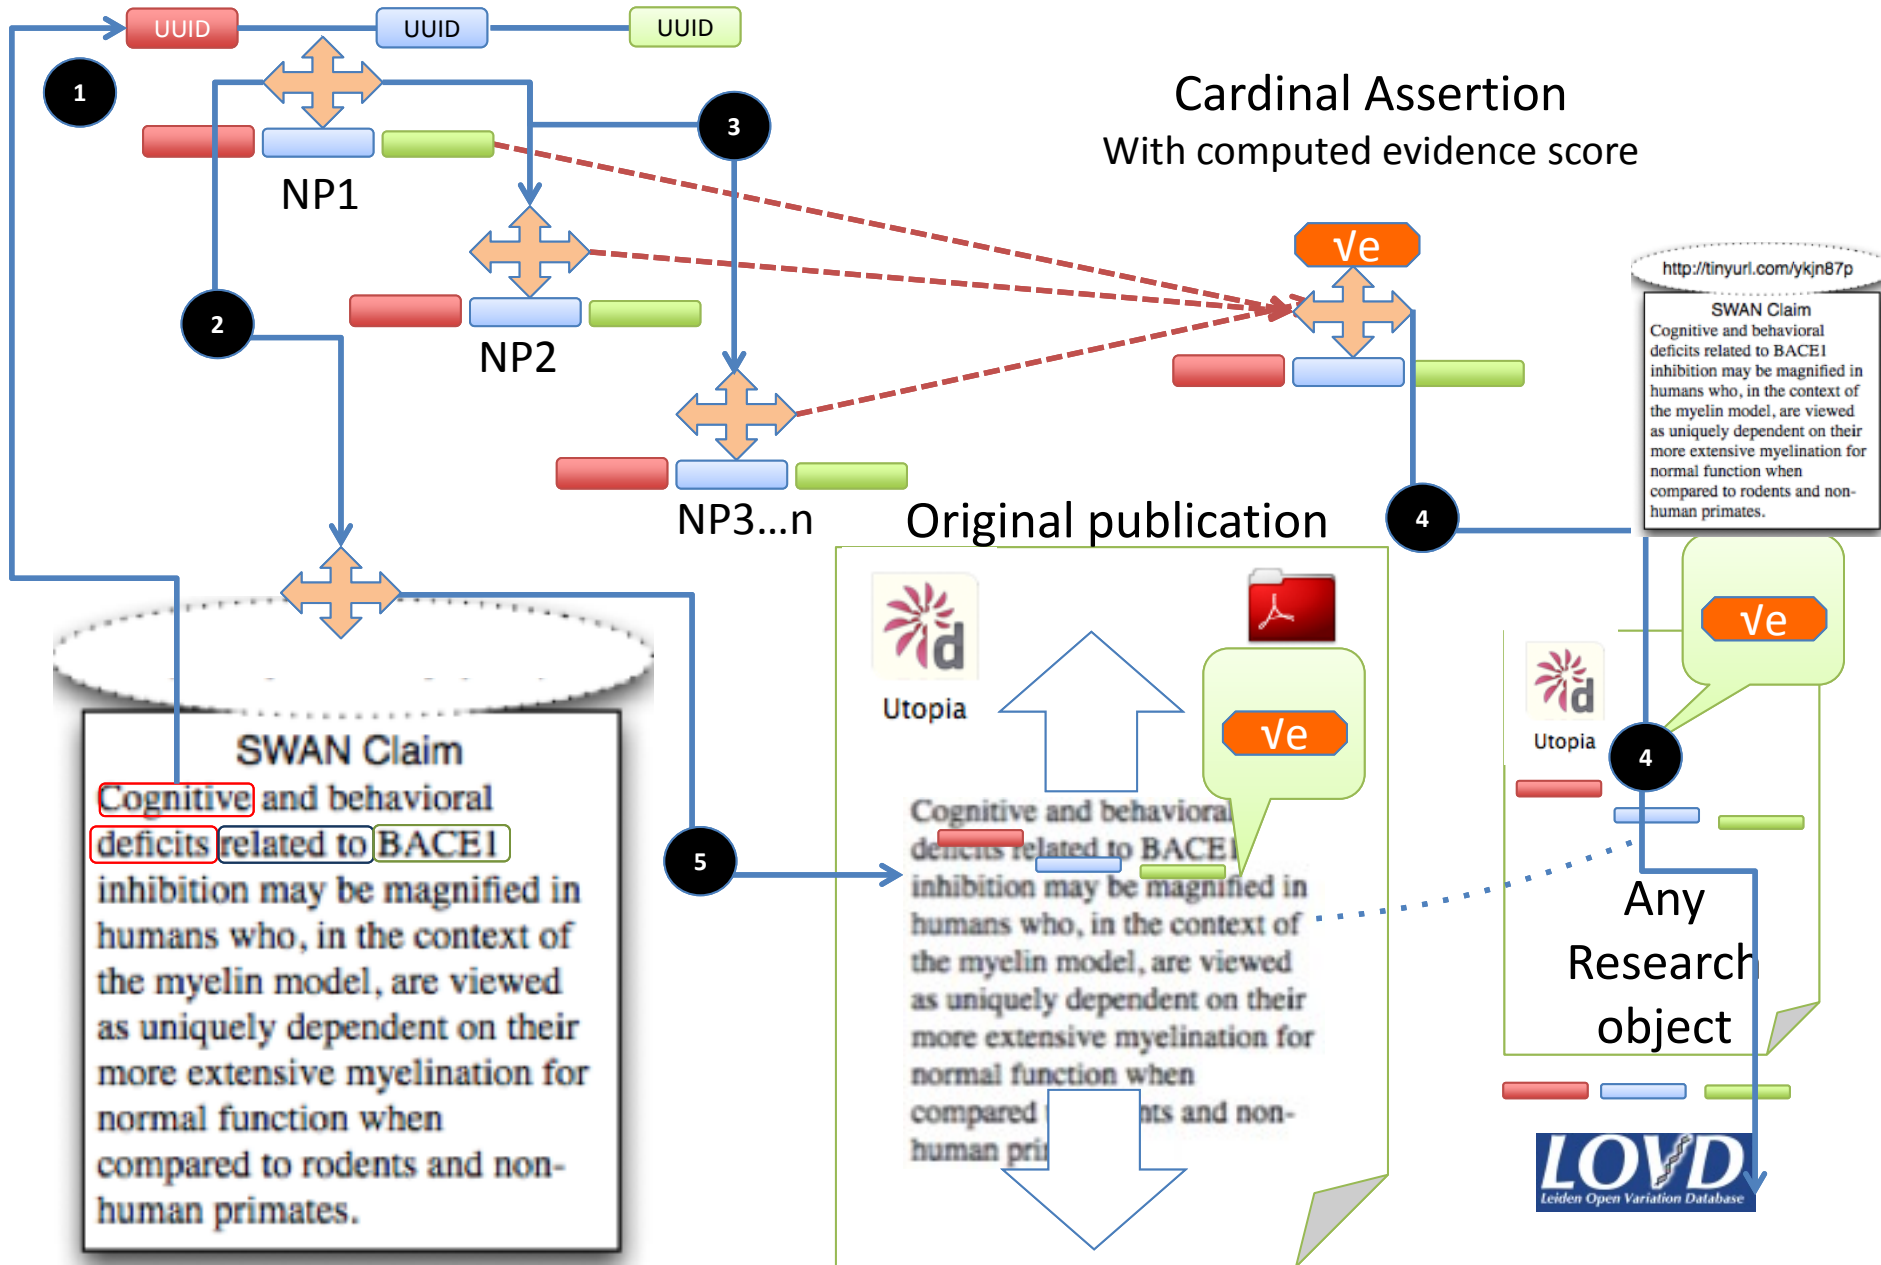 UUID
UUID
UUID
1
3
Cardinal Assertion
With computed evidence score
NP1
√e
http://tinyurl.com/ykjn87p
SWAN Claim
Cognitive and behavioral
deficits related to BACE1
inhibition may be magnified in
humans who, in the context of
the myelin model, are viewed
as uniquely dependent on their
more extensive myelination for
normal function when
compared to rodents and non-
human primates.
2
NP2
NP3...n
Original publication
4
Utopia
√e
√e
Utopia
4
SWAN Claim
Cognitive and behavioral
deficits related to BACE1
inhibition may be magnified in
humans who, in the context of
the myelin model, are viewed
as uniquely dependent on their
more extensive myelination for
normal function when
compared to rodents and non-
human primates.
5
Cognitive and behavioral
deficits related to BACE1
inhibition may be magnified in
humans who, in the context of
the myelin model, are viewed
as uniquely dependent on their
more extensive myelination for
normal function when
compared and non-
human
Any
Research
object
LOVD
Leiden Open Variation Database